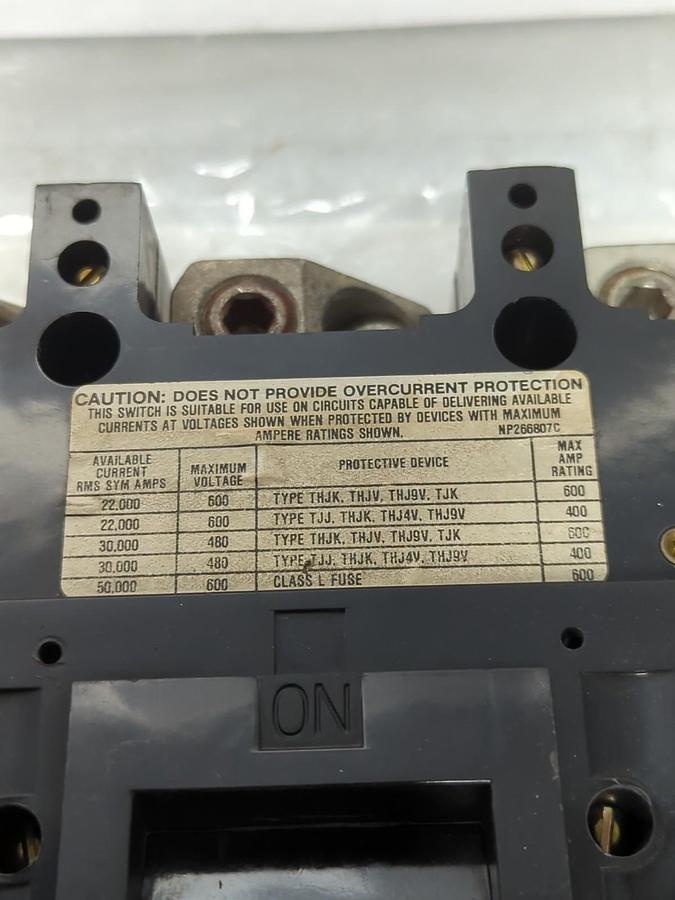 CAUTION: DOES NOT PROVIDE OVERCURRENT PROTECTION
THIS SWITCH IS SUITABLE FOR USE ON CIRCUITS CAPABLE OF DELIVERING AVAILABLE
CURRENTS AT VOLTAGES SHOWN WHEN PROTECTED BY DEVICES WITH MAXIMUM
AMPERE RATINGS SHOWN. NP266807C
AVAILABLE CURRENT RMS SYM AMPS MAXIMUM VOLTAGE PROTECTIVE DEVICE MAX AMP RATING
22,000 600 TYPE THJK, THJV, THJ9V, TJK 600
22,000 600 TYPE TJJ, THJK, THJ4V, THJ9V 400
30,000 480 TYPE THJK, THJV, THJ9V, TJK 600
30,000 480 TYPE TJJ, THJK, THJ4V, THJ9V 400
50,000 600 CLASS L FUSE 600
ON